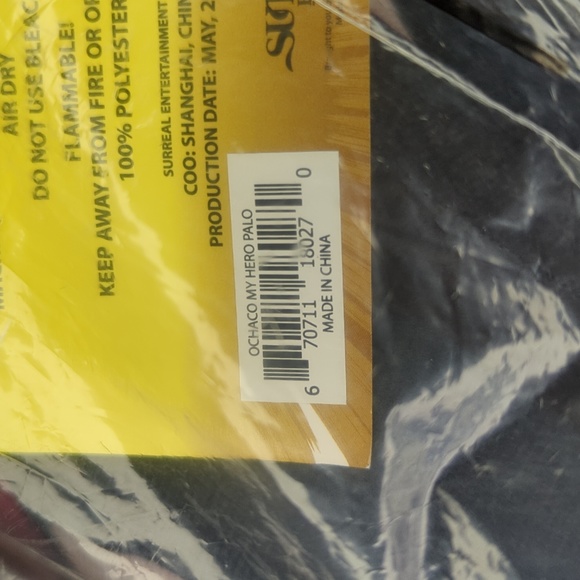 AIR DRY
DO NOT USE BLEAC
FLAMMABLE!
KEEP AWAY FROM FIRE OR OP
100% POLYESTER
SURREAL ENTERTAINMENT
COO: SHANGHAI, CHIN
PRODUCTION DATE: MAY, 2
SUR
OCHACO MY HERO PALO
6 70711 18027 0
MADE IN CHINA